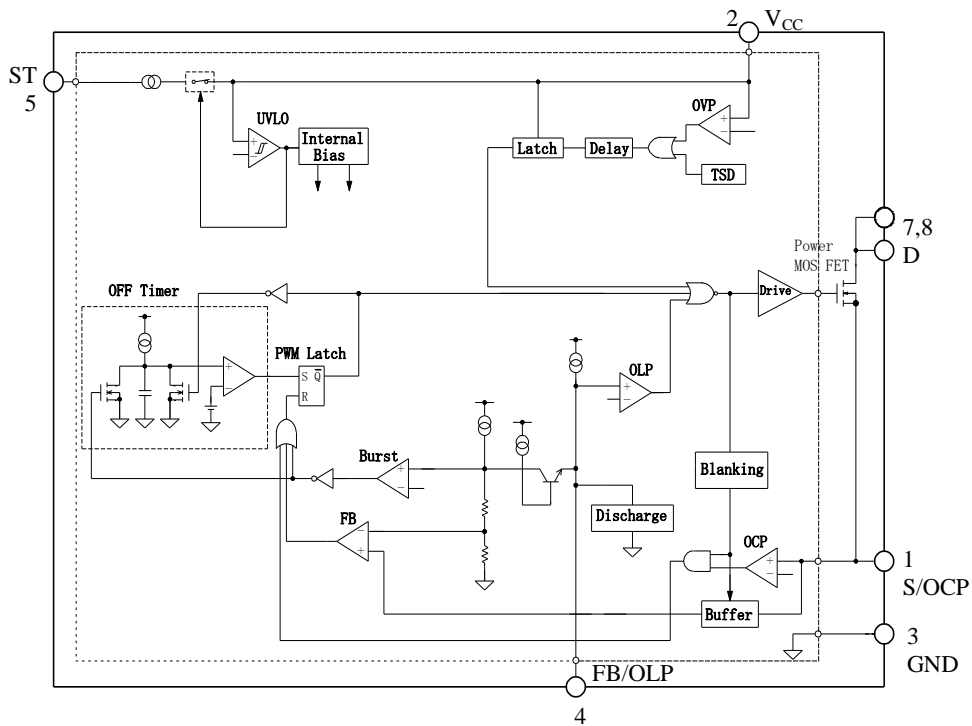 2
V_CC
ST
5
UVLO
Internal
Bias
OVP
Latch
Delay
TSD
7,8
D
Power
MOS FET
OFF Timer
Drive
PWM Latch
S
Q̅
R
OLP
Burst
Blanking
FB
Discharge
OCP
1
S/OCP
Buffer
3
GND
FB/OLP
4
+
−
+
−
+
−
+
−
+
−
−
+
+
−